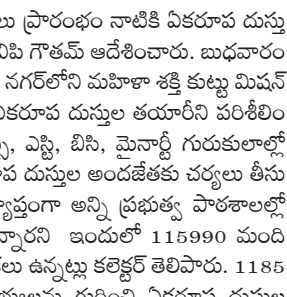 లు ప్రారంభం నాటికి ఏకరూప దుస్తు
విపి గౌతమ్ ఆదేశించారు. బుధవారం
నగర్‌లోని మహిళా శక్తి కుట్టు మిషన్
ఏకరూప దుస్తుల తయారీని పరిశీలిం
ఎస్టి, బిసి, మైనార్టీ గురుకులాల్లో
దుస్తుల అందజేతకు చర్యలు తీసు
అన్ని ప్రభుత్వ పాఠశాలల్లో
న్నారని ఇందులో 115990 మంది
లు ఉన్నట్లు కలెక్టర్ తెలిపారు. 1185